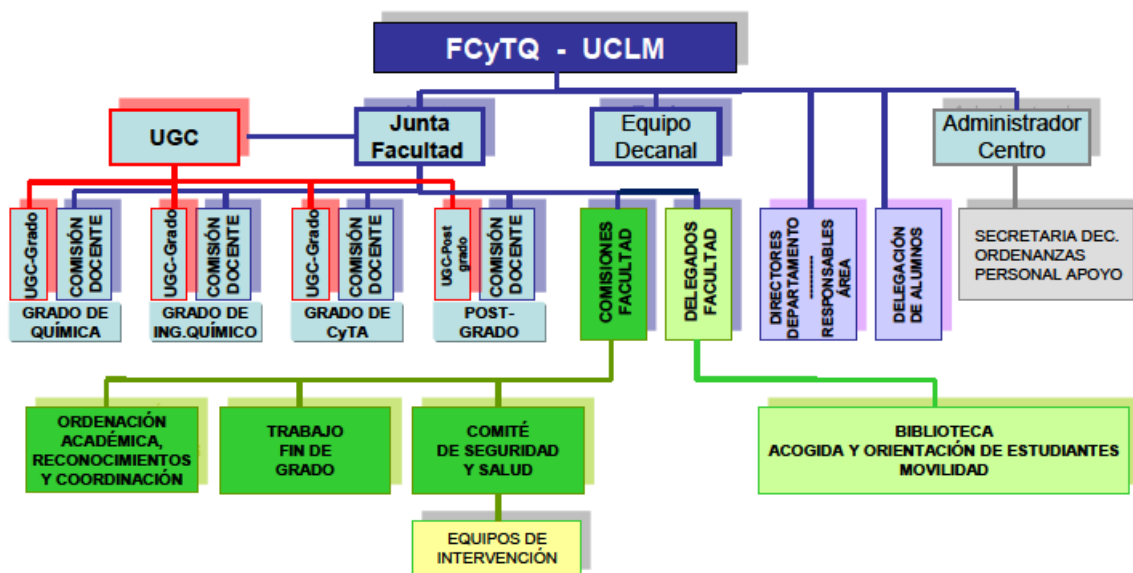 FCyTQ - UCLM
UGC
Junta
Facultad
Equipo
Decanal
Administrador
Centro
UGC-Grado
COMISIÓN
DOCENTE
GRADO DE
QUÍMICA
UGC-Grado
COMISIÓN
DOCENTE
GRADO DE
ING.QUÍMICO
UGC-Grado
COMISIÓN
DOCENTE
GRADO DE
CyTA
UGC-Post
grado
COMISIÓN
DOCENTE
POST-
GRADO
COMISIONES
FACULTAD
DELEGADOS
FACULTAD
DIRECTORES
DEPARTAMENTO
------------
RESPONSABLES
ÁREA
DELEGACIÓN
DE ALUMNOS
SECRETARIA DEC.
ORDENANZAS
PERSONAL APOYO
ORDENACIÓN
ACADÉMICA,
RECONOCIMIENTOS
Y COORDINACIÓN
TRABAJO
FIN DE
GRADO
COMITÉ
DE SEGURIDAD
Y SALUD
BIBLIOTECA
ACOGIDA Y ORIENTACIÓN DE ESTUDIANTES
MOVILIDAD
EQUIPOS DE
INTERVENCIÓN